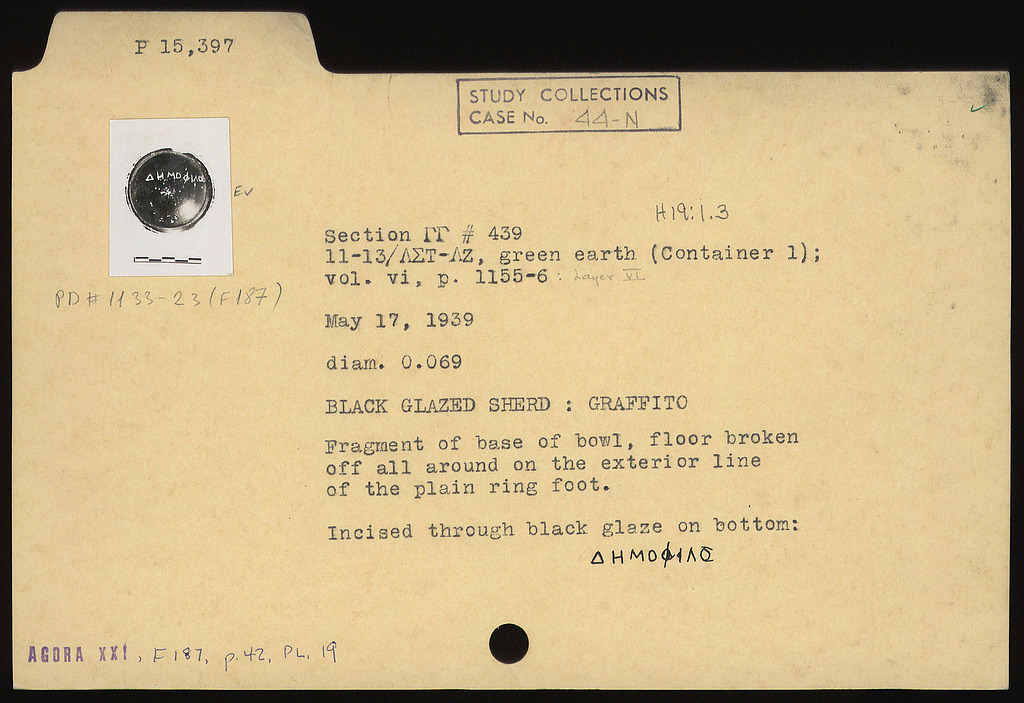 P 15,397
STUDY COLLECTIONS
CASE No. 44-N
ΔΗΜΟΦΙΛΟ
EV
H19:1.3
Section ΓΓ # 439
11-13/ΛΣΤ-ΛΖ, green earth (Container 1);
vol. vi, p. 1155-6 : Layer VI
PD# 1133-23 (F187)
May 17, 1939
diam. 0.069
BLACK GLAZED SHERD : GRAFFITO
Fragment of base of bowl, floor broken
off all around on the exterior line
of the plain ring foot.
Incised through black glaze on bottom:
ΔΗΜΟΦΙΛΟ
AGORA XXI, F187, p. 42, PL. 19